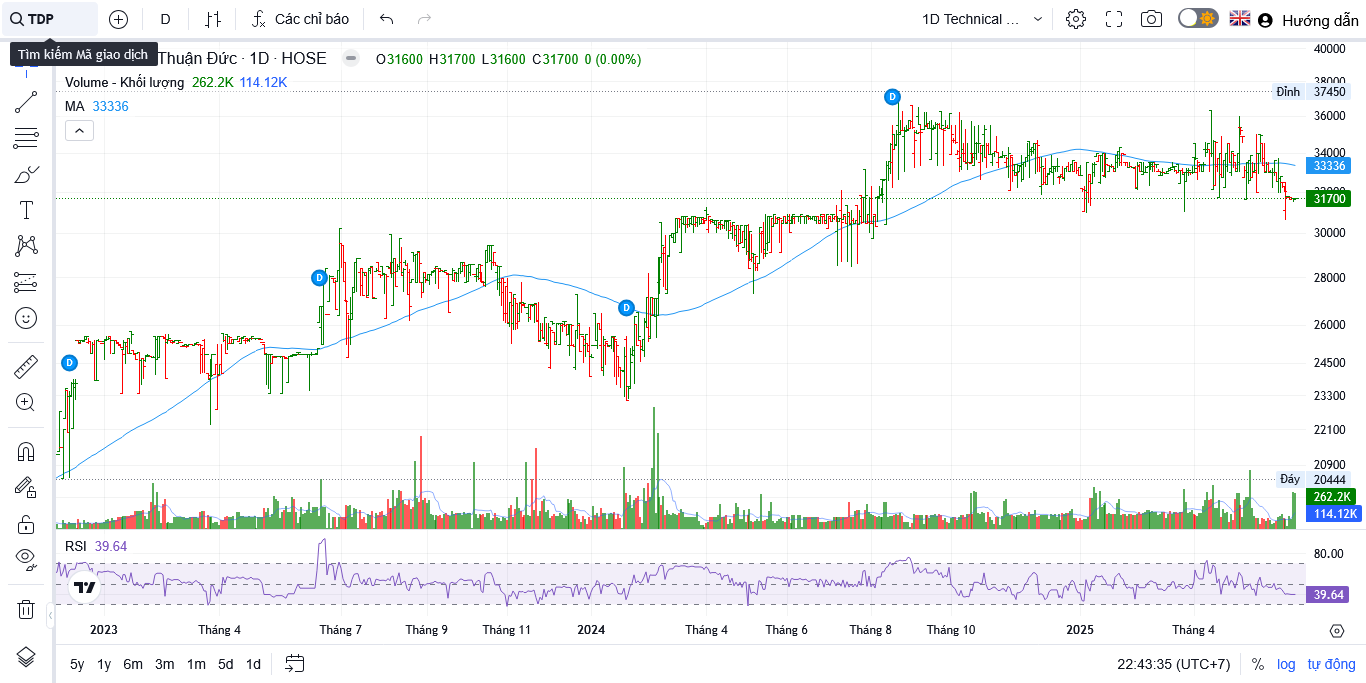 TDP D Các chỉ báo 1D Technical ... Hướng dẫn
Tìm kiếm Mã giao dịch
Thuận Đức · 1D · HOSE O31600 H31700 L31600 C31700 0 (0.00%)
Volume - Khối lượng 262.2K 114.12K
MA 33336
D
D
D
D
40000
38000
Đỉnh 37450
36000
34000
33336
32000
31700
30000
28000
26000
24500
23300
22100
20900
Đáy 20444
262.2K
114.12K
RSI 39.64
80.00
39.64
2023 Tháng 4 Tháng 7 Tháng 9 Tháng 11 2024 Tháng 4 Tháng 6 Tháng 8 Tháng 10 2025 Tháng 4
5y 1y 6m 3m 1m 5d 1d 22:43:35 (UTC+7) % log tự động